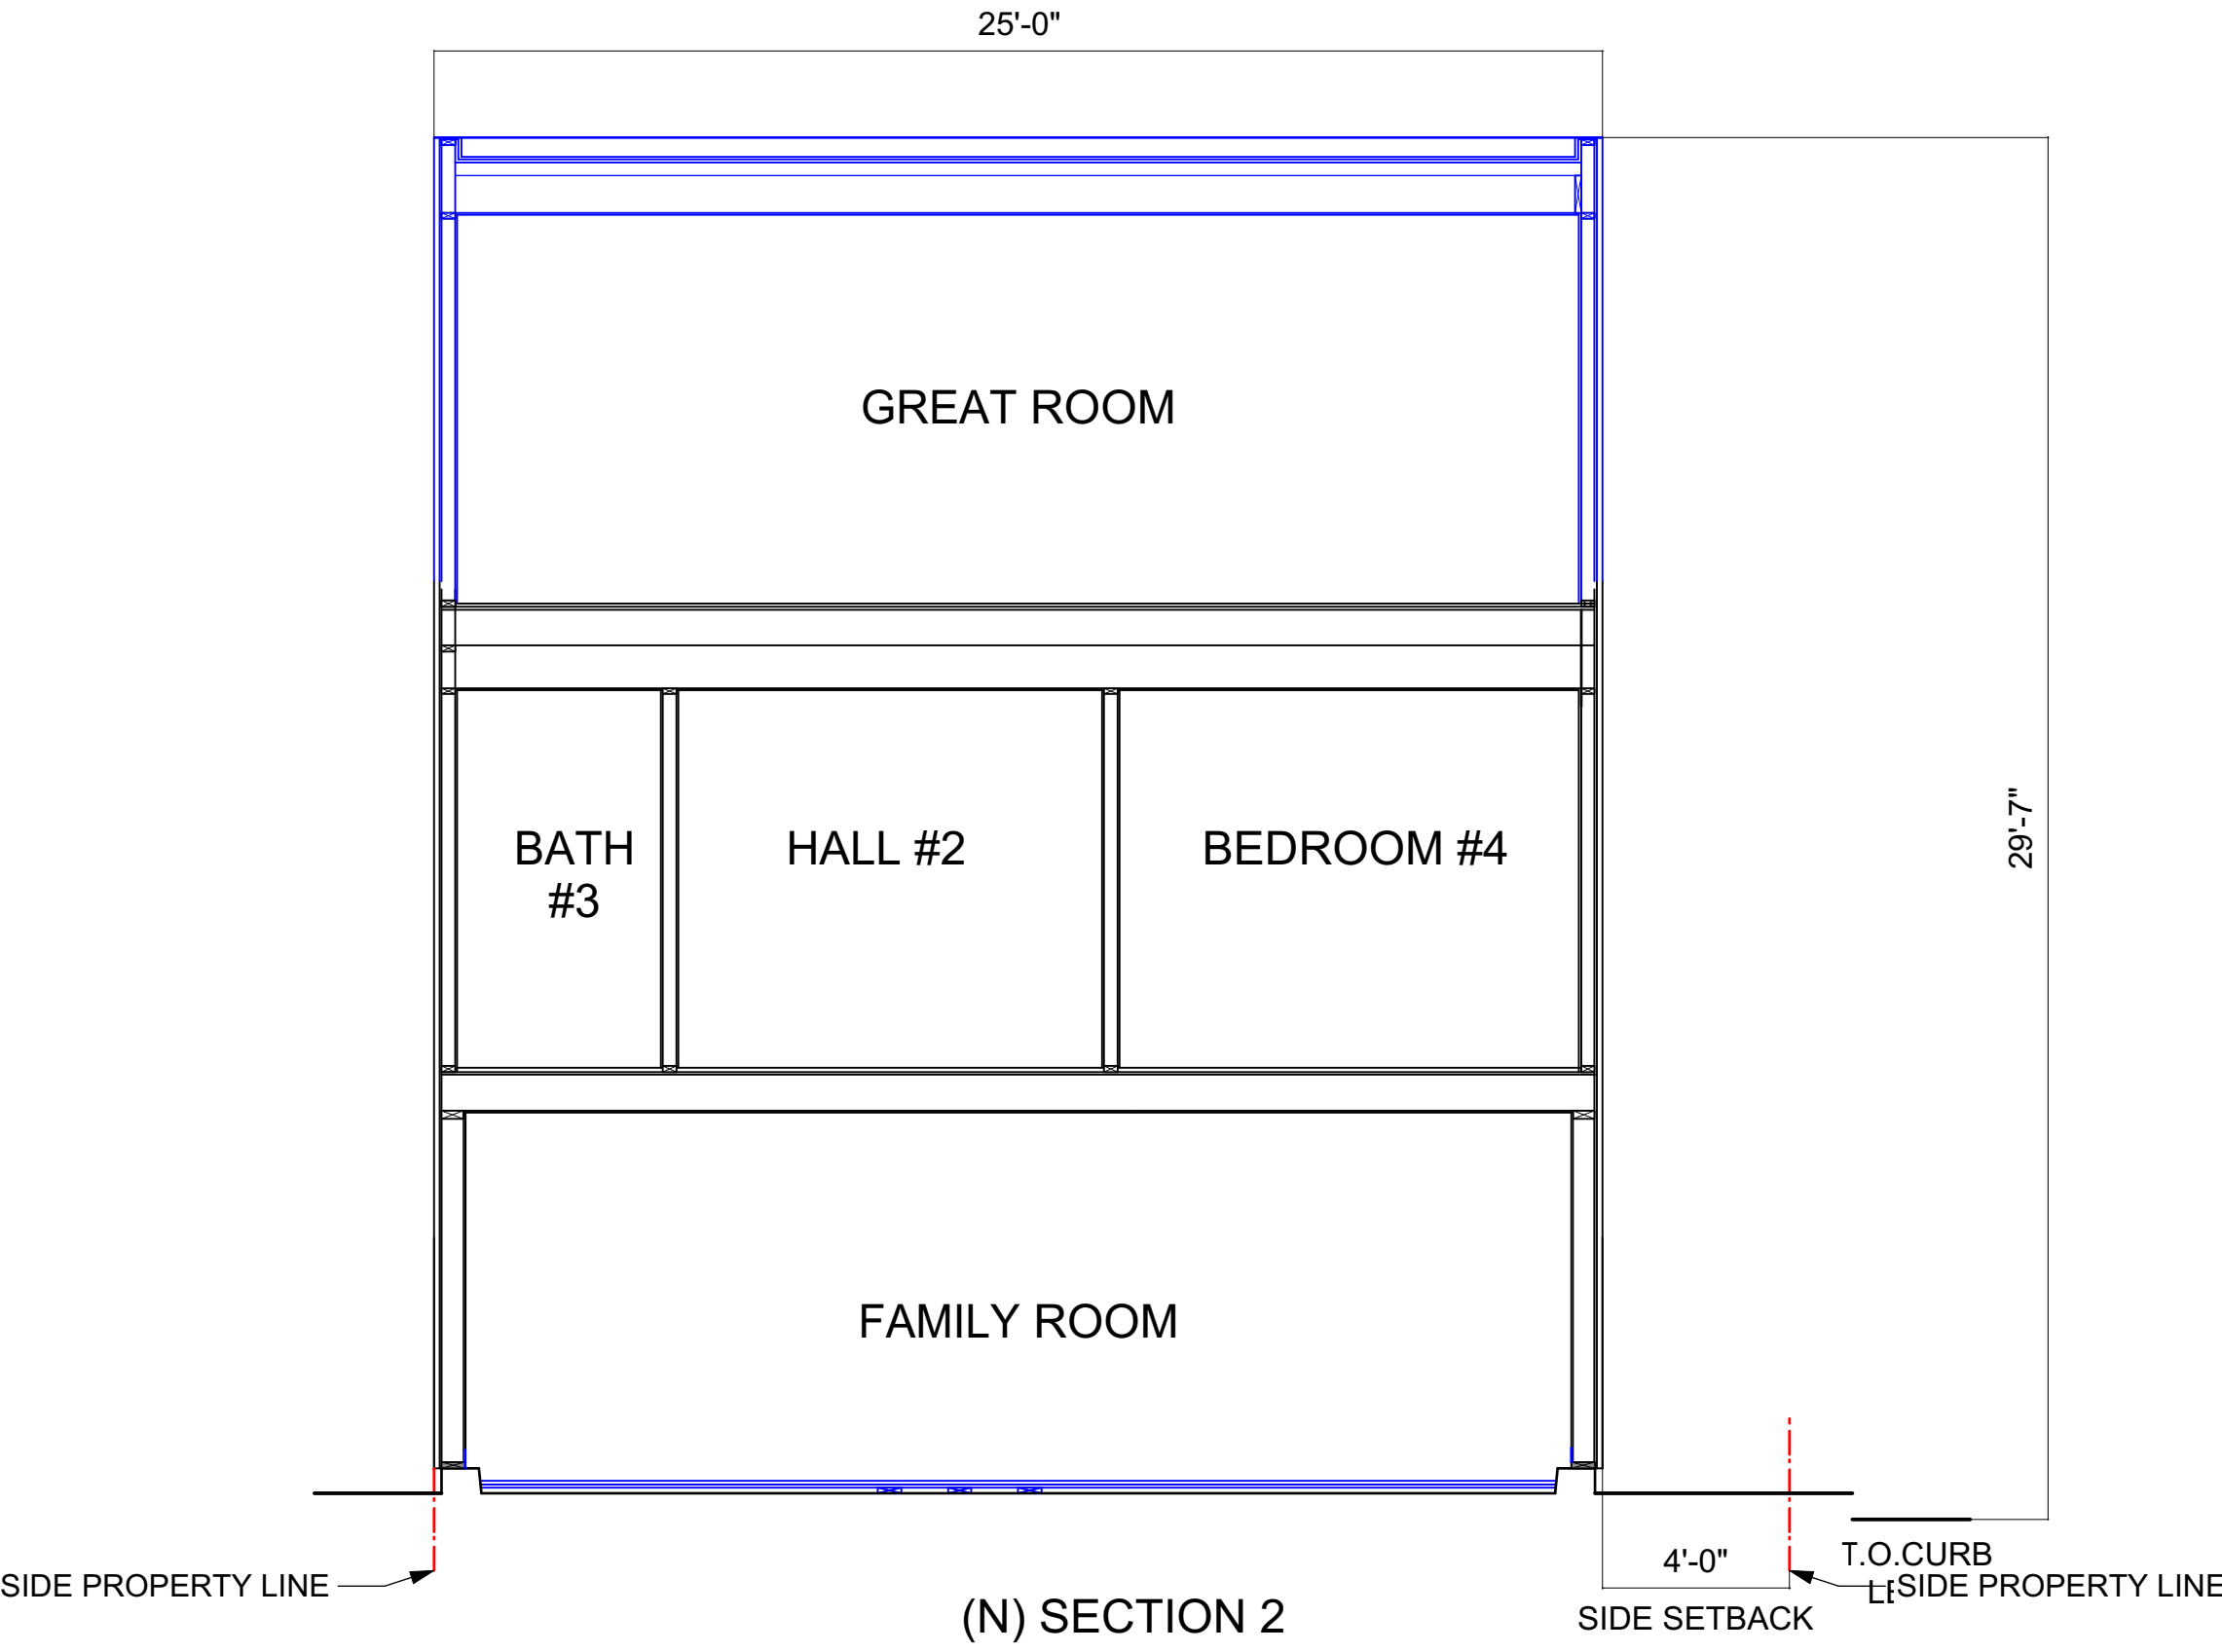 25'-0"
GREAT ROOM
29'-7"
BATH
#3
HALL #2
BEDROOM #4
FAMILY ROOM
4'-0"
T.O.CURB
SIDE PROPERTY LINE
SIDE PROPERTY LINE
(N) SECTION 2
SIDE SETBACK